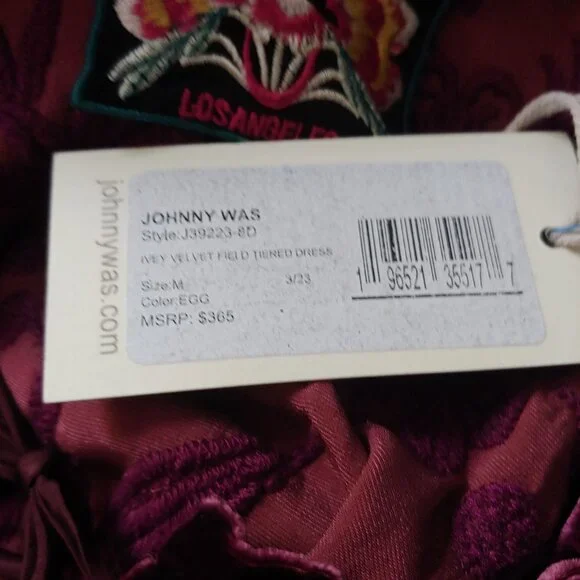 LOS ANGELES
johnnywas.com
JOHNNY WAS
Style:J39223-8D
IVEY VELVET FIELD TIERED DRESS
Size:M 3/23
Color:EGG
MSRP: $365
1 96521 35517 7